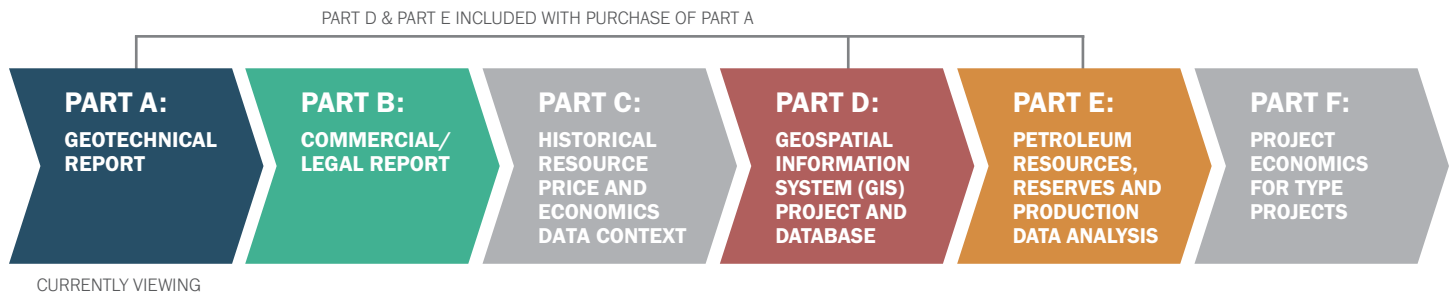 PART D & PART E INCLUDED WITH PURCHASE OF PART A
PART A:
GEOTECHNICAL
REPORT
PART B:
COMMERCIAL/
LEGAL REPORT
PART C:
HISTORICAL
RESOURCE
PRICE AND
ECONOMICS
DATA CONTEXT
PART D:
GEOSPATIAL
INFORMATION
SYSTEM (GIS)
PROJECT AND
DATABASE
PART E:
PETROLEUM
RESOURCES,
RESERVES AND
PRODUCTION
DATA ANALYSIS
PART F:
PROJECT
ECONOMICS
FOR TYPE
PROJECTS
CURRENTLY VIEWING